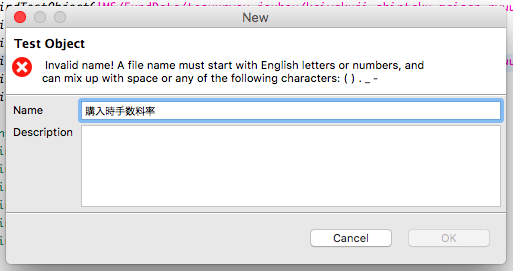 New
Test Object
Invalid name! A file name must start with English letters or numbers, and
can mix up with space or any of the following characters: ( ) . _ -
Name 購入時手数料率
Description
Cancel OK